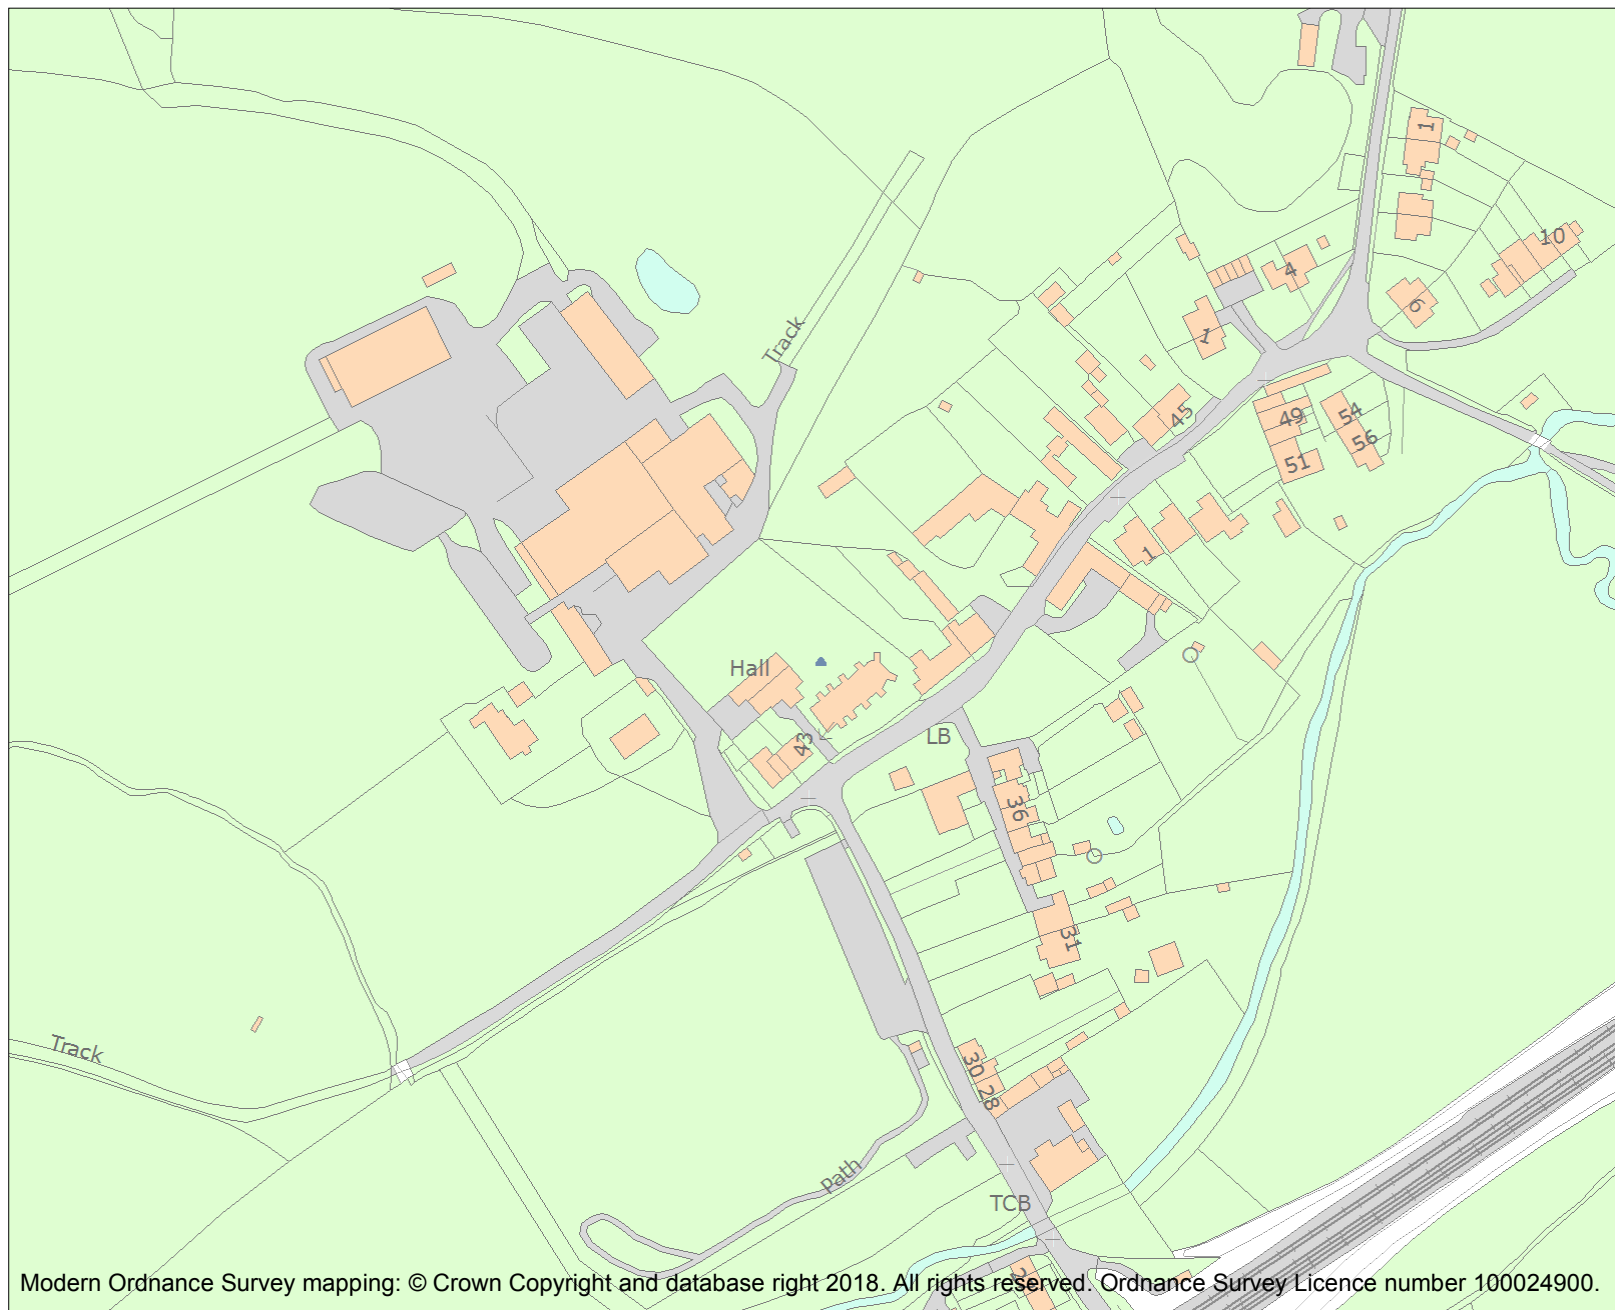 1
10
4
6
Track
1
45
49
54
56
51
1
Hall
43
LB
36
31
Track
30
28
Path
TCB
Modern Ordnance Survey mapping: © Crown Copyright and database right 2018. All rights reserved. Ordnance Survey Licence number 100024900.